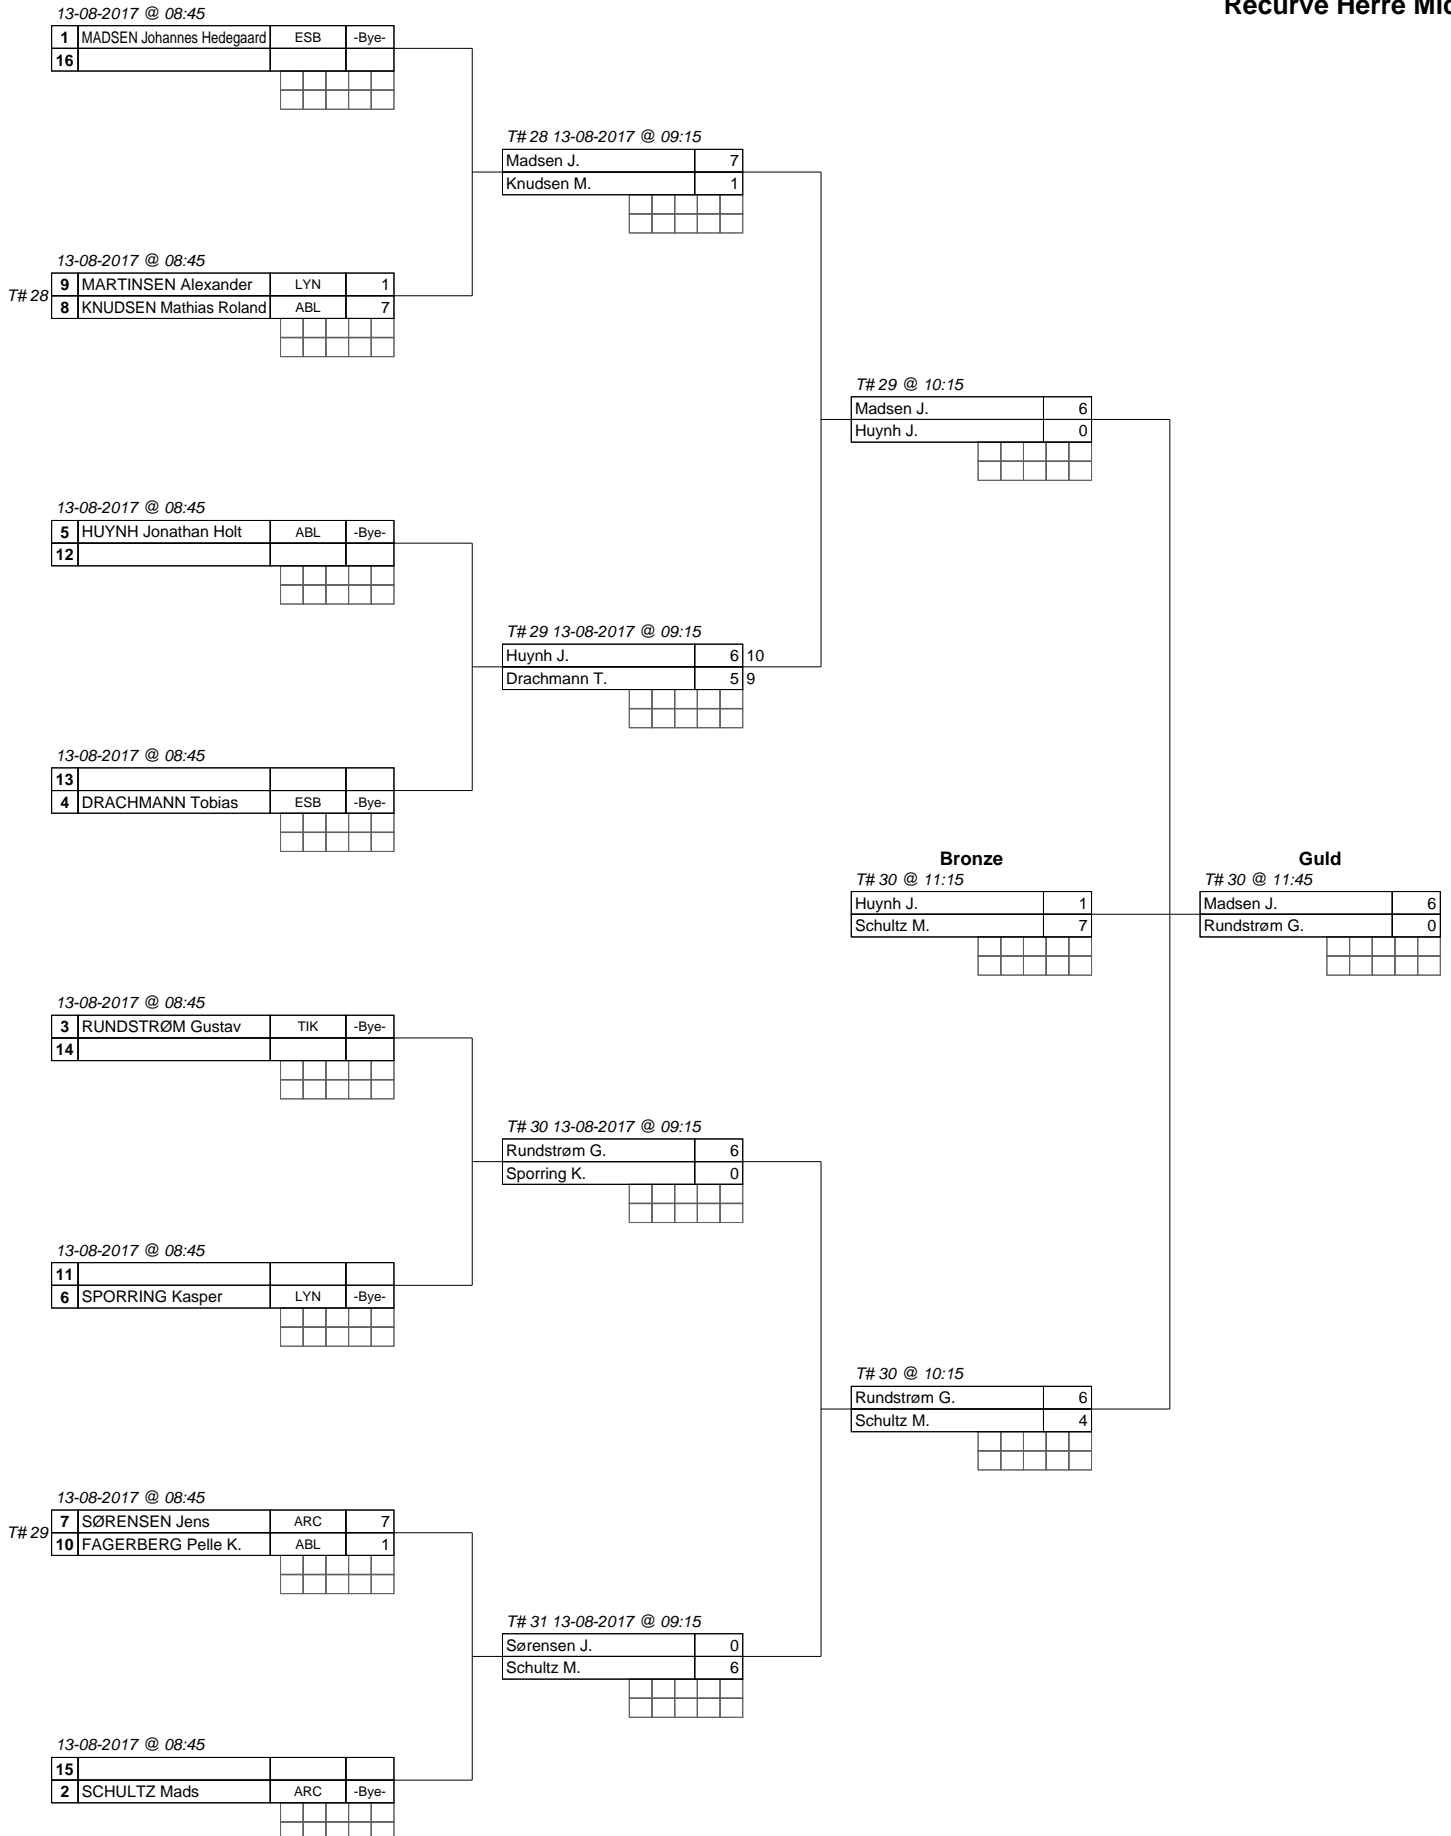 Recurve Herre
13-08-2017 @ 08:45
1 MADSEN Johannes Hedegaard ESB -Bye-
16
T# 28 13-08-2017 @ 09:15
Madsen J. 7
Knudsen M. 1
13-08-2017 @ 08:45
T# 28
9 MARTINSEN Alexander LYN 1
8 KNUDSEN Mathias Roland ABL 7
T# 29 @ 10:15
Madsen J. 6
Huynh J. 0
13-08-2017 @ 08:45
5 HUYNH Jonathan Holt ABL -Bye-
12
T# 29 13-08-2017 @ 09:15
Huynh J. 6 10
Drachmann T. 5 9
13-08-2017 @ 08:45
13
4 DRACHMANN Tobias ESB -Bye-
Bronze
T# 30 @ 11:15
Huynh J. 1
Schultz M. 7
Guld
T# 30 @ 11:45
Madsen J. 6
Rundstrøm G. 0
13-08-2017 @ 08:45
3 RUNDSTRØM Gustav TIK -Bye-
14
T# 30 13-08-2017 @ 09:15
Rundstrøm G. 6
Sporring K. 0
13-08-2017 @ 08:45
11
6 SPORRING Kasper LYN -Bye-
T# 30 @ 10:15
Rundstrøm G. 6
Schultz M. 4
13-08-2017 @ 08:45
T# 29
7 SØRENSEN Jens ARC 7
10 FAGERBERG Pelle K. ABL 1
T# 31 13-08-2017 @ 09:15
Sørensen J. 0
Schultz M. 6
13-08-2017 @ 08:45
15
2 SCHULTZ Mads ARC -Bye-